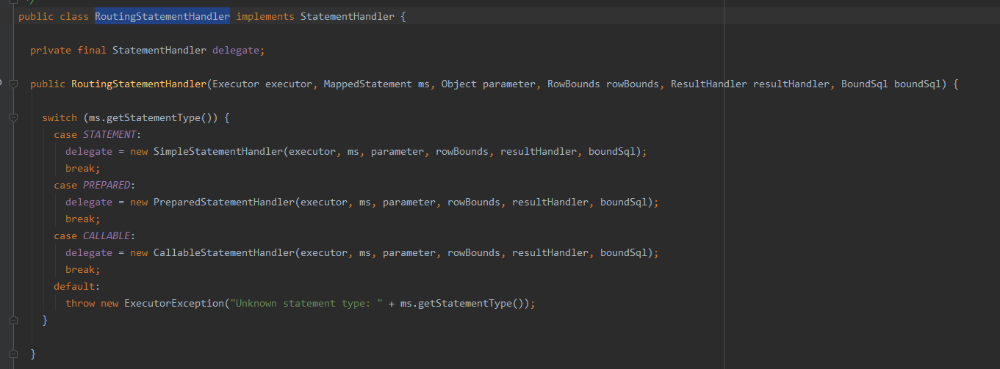 */
public class RoutingStatementHandler implements StatementHandler {
private final StatementHandler delegate;
public RoutingStatementHandler(Executor executor, MappedStatement ms, Object parameter, RowBounds rowBounds, ResultHandler resultHandler, BoundSql boundSql) {
switch (ms.getStatementType()) {
case STATEMENT:
delegate = new SimpleStatementHandler(executor, ms, parameter, rowBounds, resultHandler, boundSql);
break;
case PREPARED:
delegate = new PreparedStatementHandler(executor, ms, parameter, rowBounds, resultHandler, boundSql);
break;
case CALLABLE:
delegate = new CallableStatementHandler(executor, ms, parameter, rowBounds, resultHandler, boundSql);
break;
default:
throw new ExecutorException("Unknown statement type: " + ms.getStatementType());
}
}